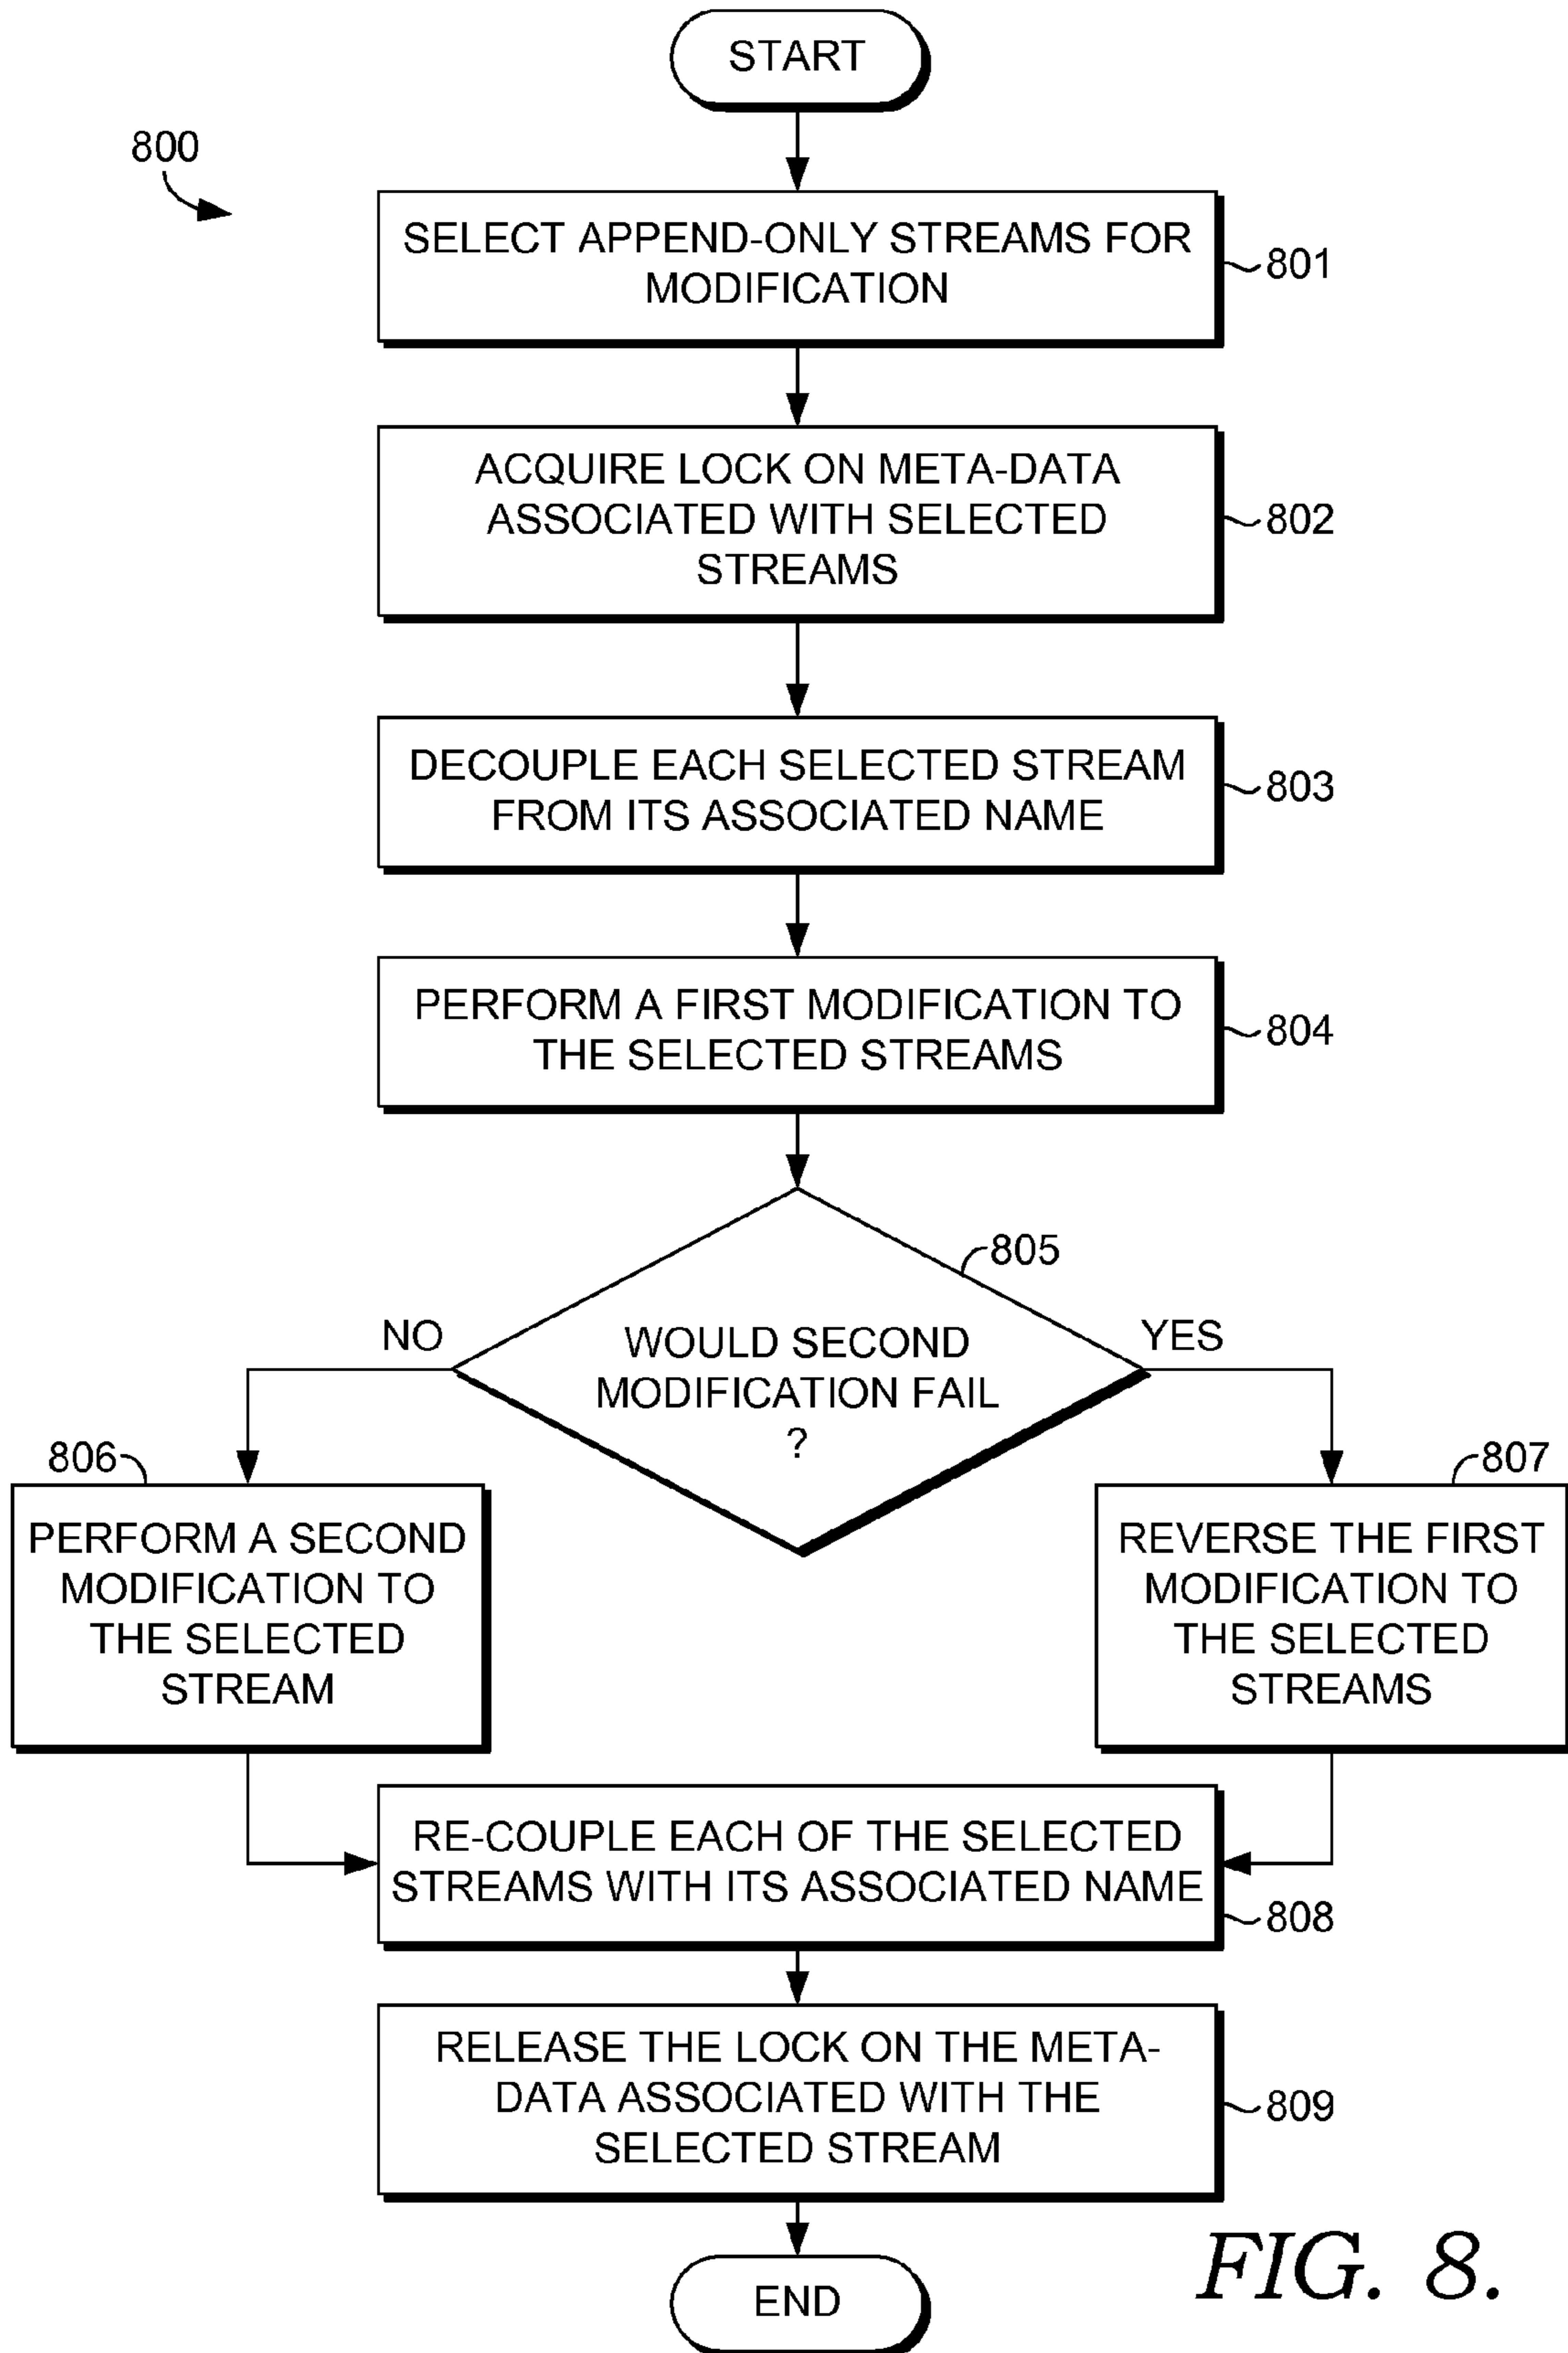 START
800
SELECT APPEND-ONLY STREAMS FOR
MODIFICATION
801
ACQUIRE LOCK ON META-DATA
ASSOCIATED WITH SELECTED
STREAMS
802
DECOUPLE EACH SELECTED STREAM
FROM ITS ASSOCIATED NAME
803
PERFORM A FIRST MODIFICATION TO
THE SELECTED STREAMS
804
805
NO
WOULD SECOND
MODIFICATION FAIL
?
YES
806
PERFORM A SECOND
MODIFICATION TO
THE SELECTED
STREAM
807
REVERSE THE FIRST
MODIFICATION TO
THE SELECTED
STREAMS
RE-COUPLE EACH OF THE SELECTED
STREAMS WITH ITS ASSOCIATED NAME
808
RELEASE THE LOCK ON THE META-
DATA ASSOCIATED WITH THE
SELECTED STREAM
809
END
FIG. 8.